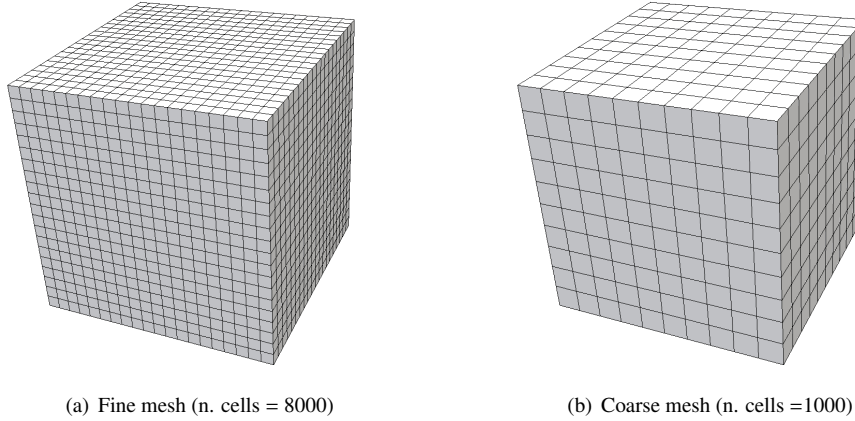 (a) Fine mesh (n. cells = 8000)
(b) Coarse mesh (n. cells =1000)